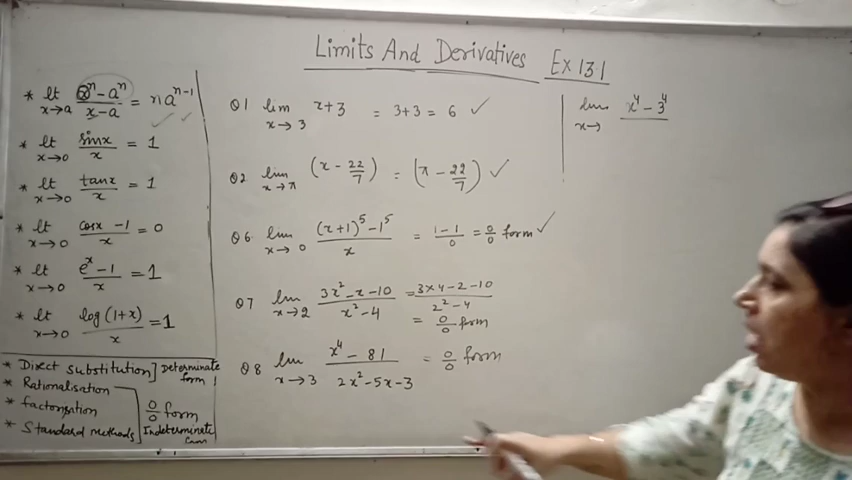 Limits And Derivatives Ex 13.1
* lt x→a x^n - a^n / x - a = n a^(n-1)
* lt x→0 sinx / x = 1
* lt x→0 tanx / x = 1
* lt x→0 cosx - 1 / x = 0
* lt x→0 e^x - 1 / x = 1
* lt x→0 log(1+x) / x = 1
* Direct substitution] Determinate form
* Rationalisation
* factorisation 0/0 form
* Standard methods Indeterminate
Q1 lim x→3 x+3 = 3+3 = 6 ✓
Q2 lim x→π (x - 22/7) = (π - 22/7) ✓
Q6 lim x→0 (x+1)^5 - 1^5 / x = 1-1 / 0 = 0/0 form ✓
Q7 lim x→2 3x² - x - 10 / x² - 4 = 3×4-2-10 / 2²-4
= 0/0 form
Q8 lim x→3 x⁴ - 81 / 2x² - 5x - 3 = 0/0 form
lim x→ x⁴ - 3⁴